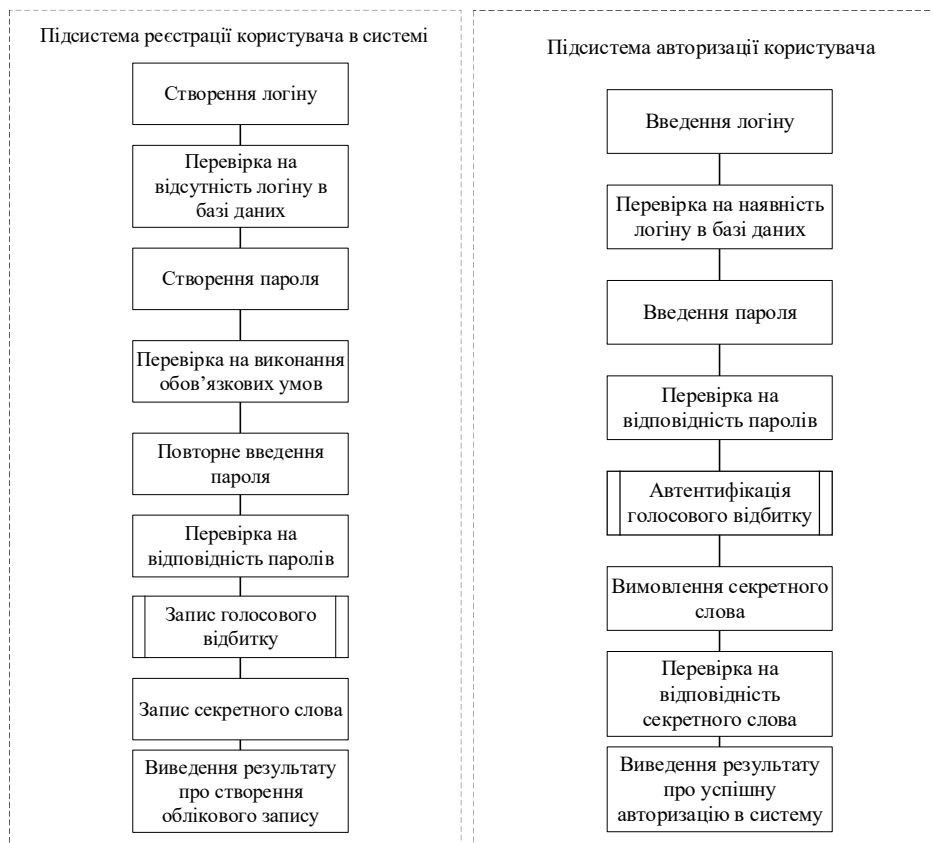 Підсистема реєстрації користувача в системі
Створення логіну
Перевірка на
відсутність логіну в
базі даних
Створення пароля
Перевірка на виконання
обов’язкових умов
Повторне введення
пароля
Перевірка на
відповідність паролів
Запис голосового
відбитку
Запис секретного слова
Виведення результату
про створення
облікового запису
Підсистема авторизації користувача
Введення логіну
Перевірка на наявність
логіну в базі даних
Введення пароля
Перевірка на
відповідність паролів
Автентифікація
голосового відбитку
Вимовлення секретного
слова
Перевірка на
відповідність
секретного слова
Виведення результату
про успішну
авторизацію в систему